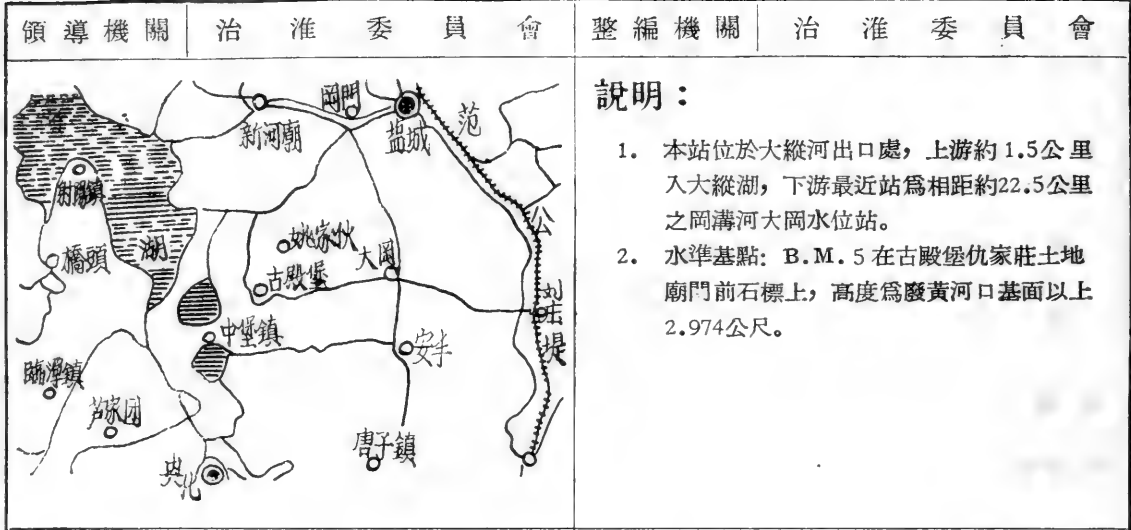 領導機關 治淮委員會 整編機關 治淮委員會
說明：
1. 本站位於大縱河出口處，上游約1.5公里
入大縱湖，下游最近站爲相距約22.5公里
之岡溝河大岡水位站。
2. 水準基點：B.M.5在古殿堡仇家莊土地
廟門前石標上，高度爲廢黃河口基面以上
2.974公尺。
岡門
新河廟
盐城
范
射陽鎮
公
湖
姚家伙
橋頭
大岡
古殿堡
刘庄
中堡鎮
堤
安丰
臨澤鎮
芦家团
唐子鎮
興化